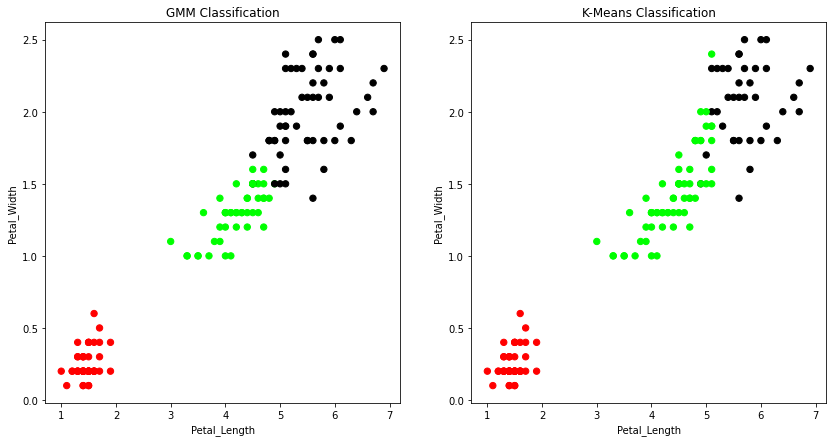 GMM Classification
2.5
2.0
1.5
1.0
0.5
0.0
Petal_Width
1 2 3 4 5 6 7
Petal_Length
K-Means Classification
2.5
2.0
1.5
1.0
0.5
0.0
Petal_Width
1 2 3 4 5 6 7
Petal_Length